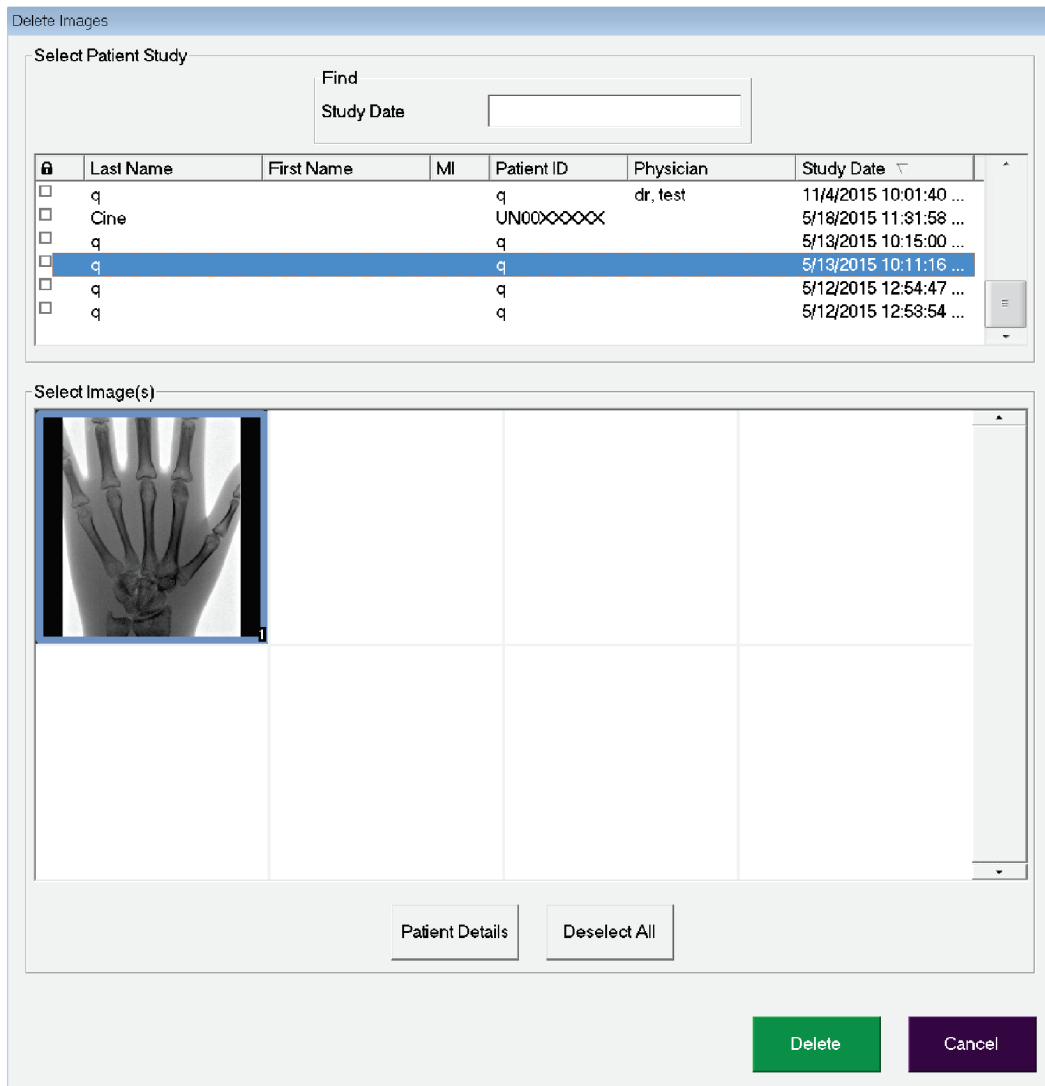 Delete Images
Select Patient Study
Find
Study Date
Last Name First Name MI Patient ID Physician Study Date
q q dr, test 11/4/2015 10:01:40 ...
Cine UN00XXXXX 5/18/2015 11:31:58 ...
q q 5/13/2015 10:15:00 ...
q q 5/13/2015 10:11:16 ...
q q 5/12/2015 12:54:47 ...
q q 5/12/2015 12:53:54 ...
Select Image(s)
1
Patient Details Deselect All
Delete Cancel